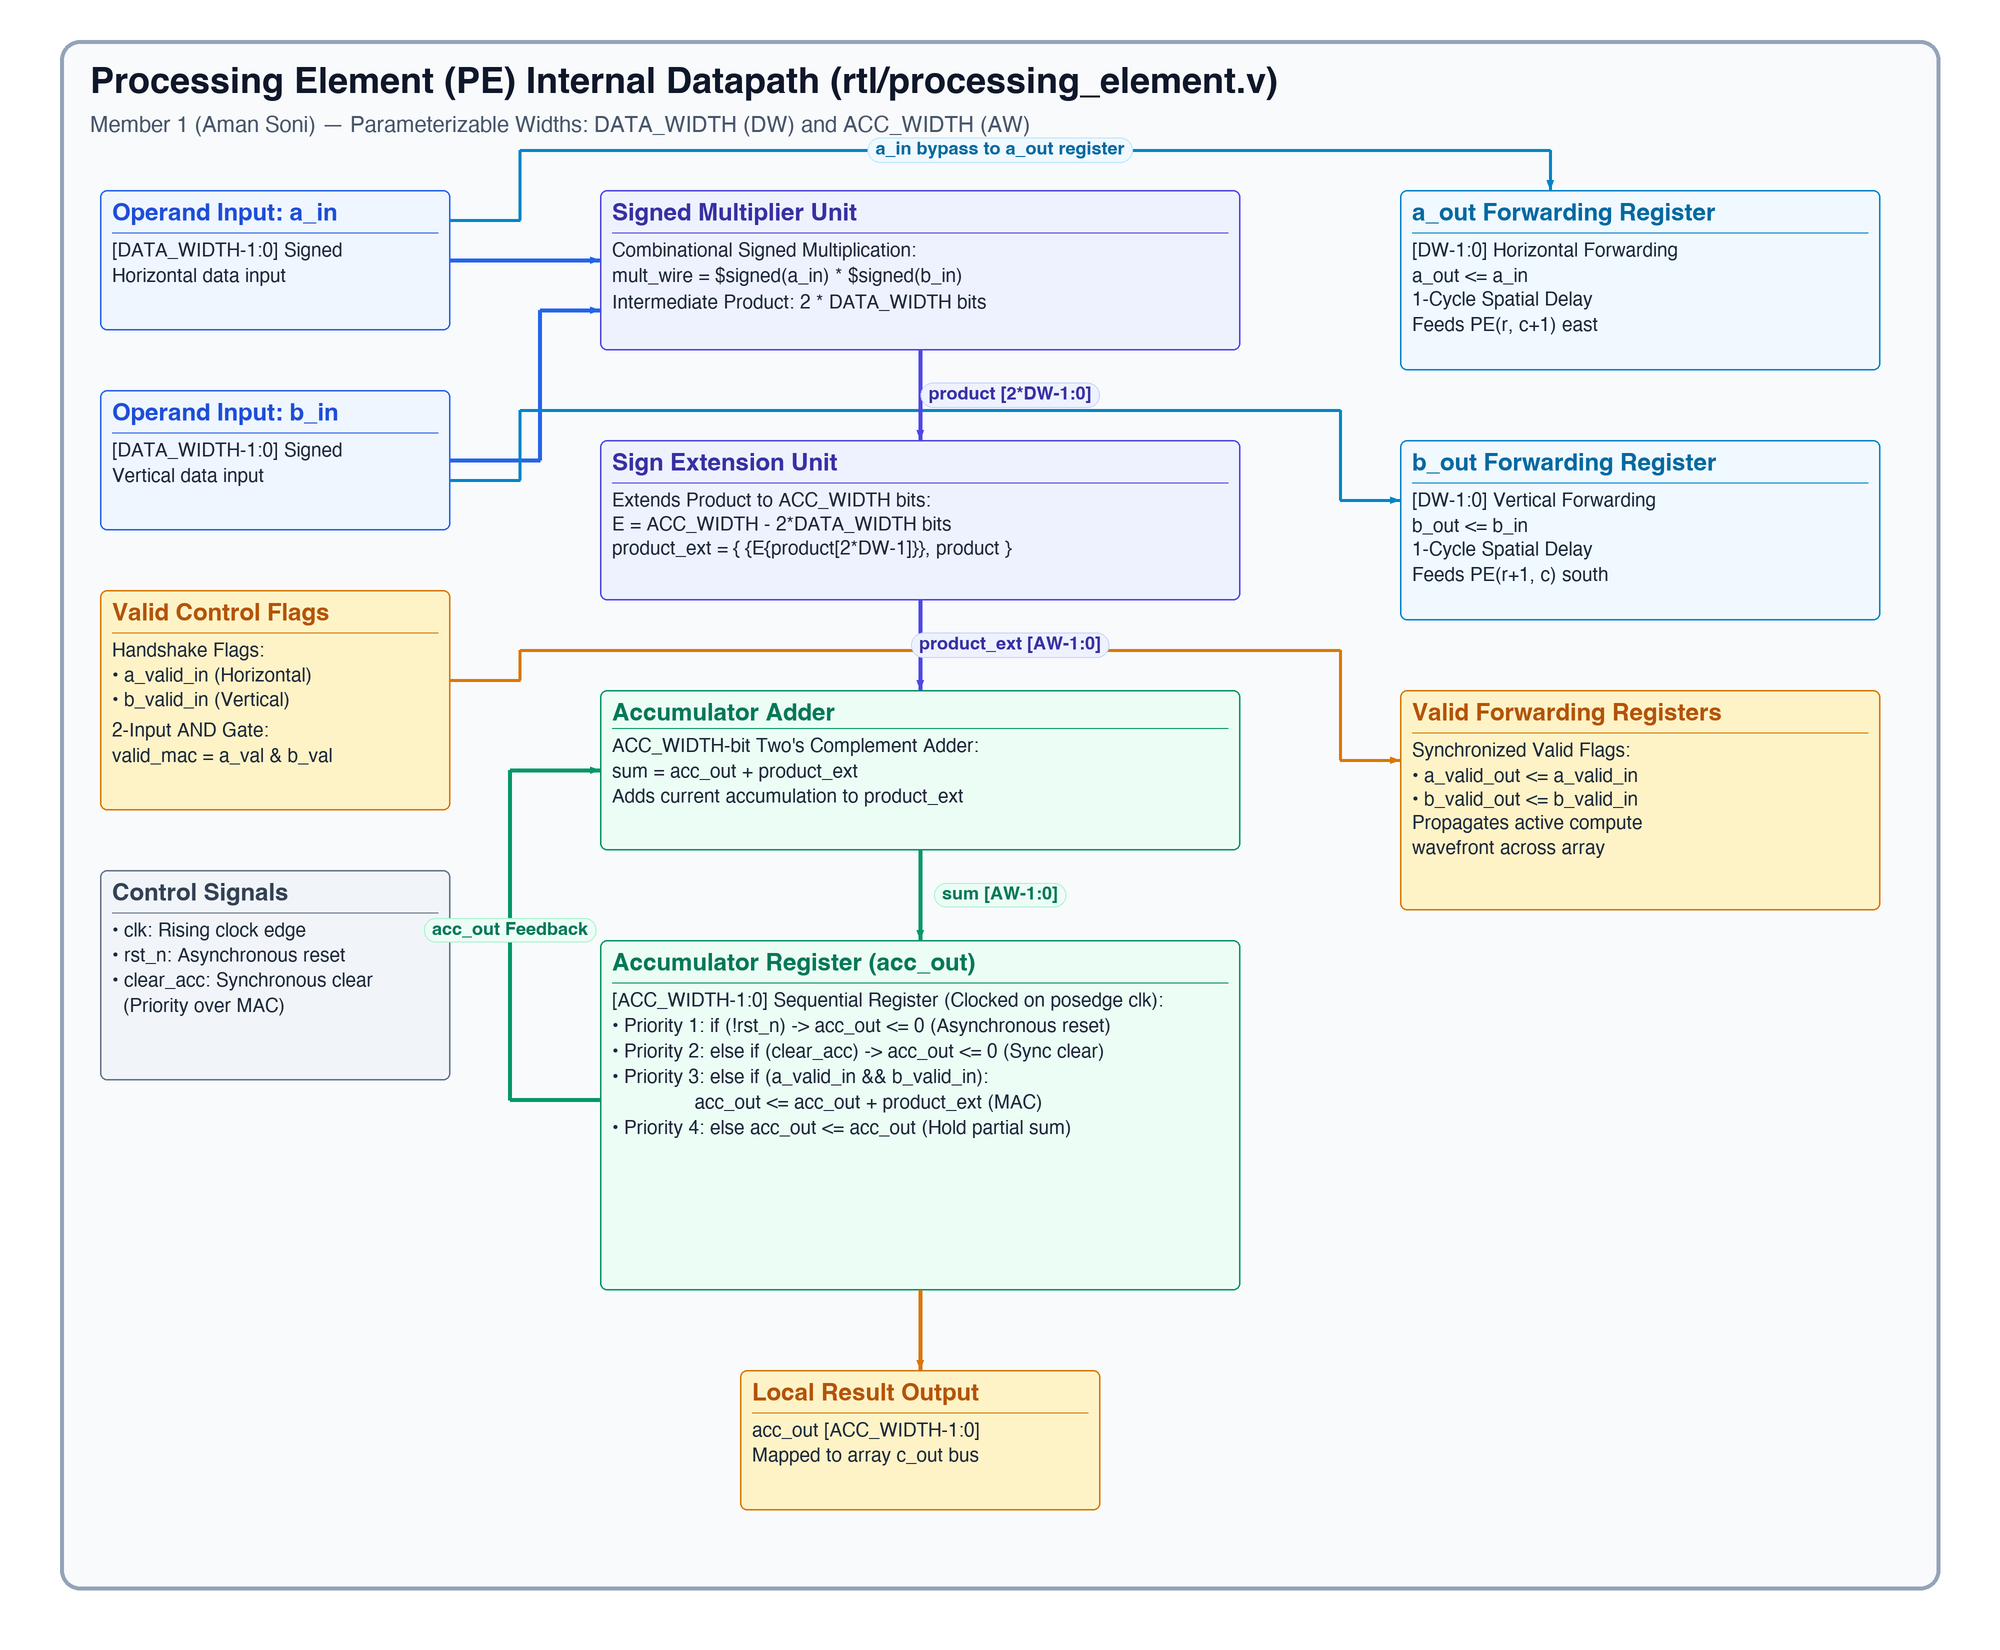 Processing Element (PE) Internal Datapath (rtl/processing_element.v)
Member 1 (Aman Soni) — Parameterizable Widths: DATA_WIDTH (DW) and ACC_WIDTH (AW)
a_in bypass to a_out register
Operand Input: a_in
[DATA_WIDTH-1:0] Signed
Horizontal data input
Signed Multiplier Unit
Combinational Signed Multiplication:
mult_wire = $signed(a_in) * $signed(b_in)
Intermediate Product: 2 * DATA_WIDTH bits
a_out Forwarding Register
[DW-1:0] Horizontal Forwarding
a_out <= a_in
1-Cycle Spatial Delay
Feeds PE(r, c+1) east
product [2*DW-1:0]
Operand Input: b_in
[DATA_WIDTH-1:0] Signed
Vertical data input
Sign Extension Unit
Extends Product to ACC_WIDTH bits:
E = ACC_WIDTH - 2*DATA_WIDTH bits
product_ext = { {E{product[2*DW-1]}}, product }
b_out Forwarding Register
[DW-1:0] Vertical Forwarding
b_out <= b_in
1-Cycle Spatial Delay
Feeds PE(r+1, c) south
Valid Control Flags
Handshake Flags:
• a_valid_in (Horizontal)
• b_valid_in (Vertical)
2-Input AND Gate:
valid_mac = a_val & b_val
product_ext [AW-1:0]
Accumulator Adder
ACC_WIDTH-bit Two's Complement Adder:
sum = acc_out + product_ext
Adds current accumulation to product_ext
Valid Forwarding Registers
Synchronized Valid Flags:
• a_valid_out <= a_valid_in
• b_valid_out <= b_valid_in
Propagates active compute
wavefront across array
Control Signals
• clk: Rising clock edge
• rst_n: Asynchronous reset
• clear_acc: Synchronous clear
(Priority over MAC)
sum [AW-1:0]
acc_out Feedback
Accumulator Register (acc_out)
[ACC_WIDTH-1:0] Sequential Register (Clocked on posedge clk):
• Priority 1: if (!rst_n) -> acc_out <= 0 (Asynchronous reset)
• Priority 2: else if (clear_acc) -> acc_out <= 0 (Sync clear)
• Priority 3: else if (a_valid_in && b_valid_in):
acc_out <= acc_out + product_ext (MAC)
• Priority 4: else acc_out <= acc_out (Hold partial sum)
Local Result Output
acc_out [ACC_WIDTH-1:0]
Mapped to array c_out bus